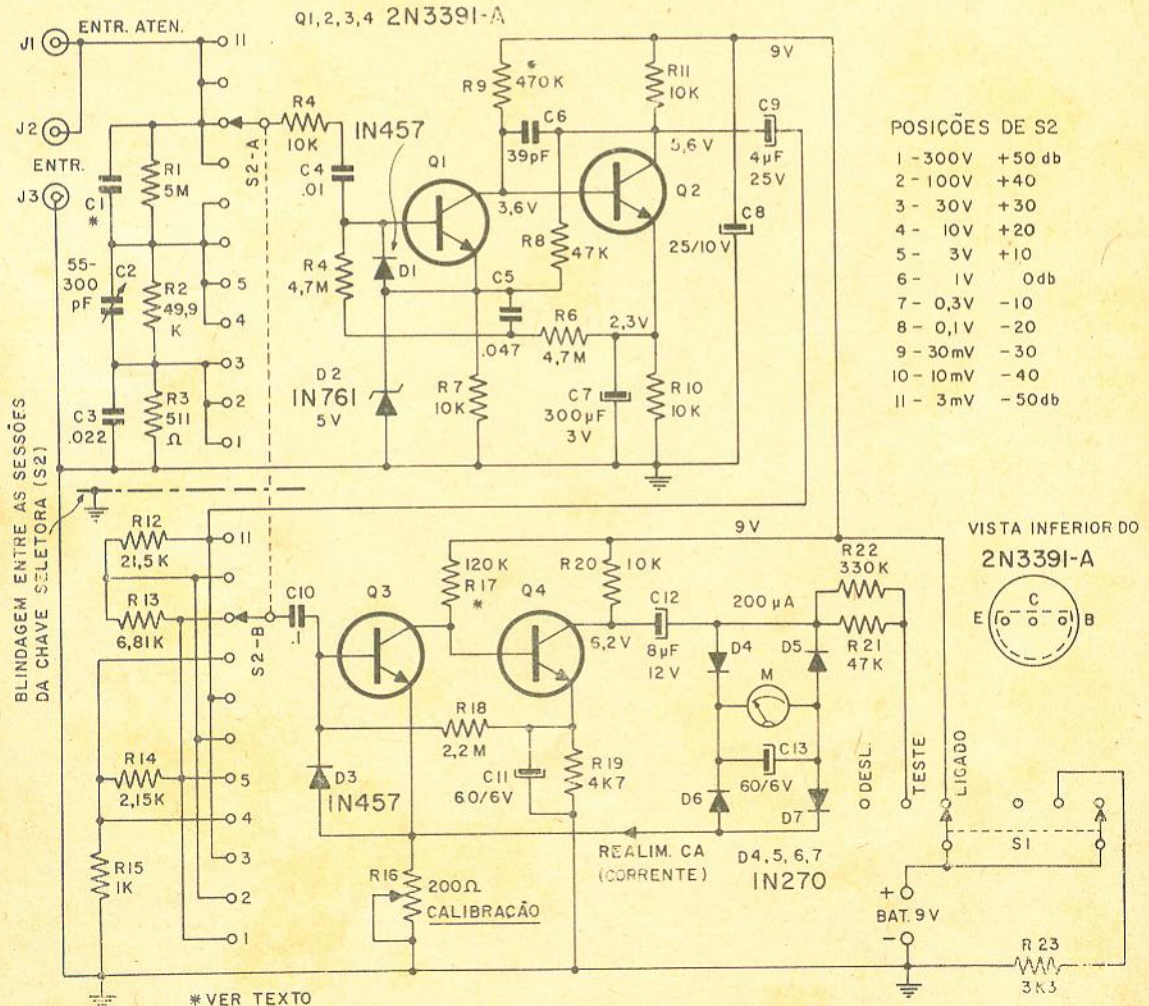 Q1,2,3,4 2N3391-A
J1
ENTR. ATEN.
11
J2
ENTR.
J3
C1
*
R1
5M
S2-A
R4
10K
C4
.01
1N457
R9
*
470K
C6
39pF
R11
10K
9V
C9
4µF
25V
5,6V
Q1
3,6V
Q2
C8
25/10V
R8
47K
55-
300
pF
C2
R2
49,9
K
5
4
R4
4,7M
D1
C5
.047
R6
4,7M
2,3V
3
C3
.022
R3
511
Ω
2
1
D2
1N761
5V
R7
10K
C7
300µF
3V
R10
10K
POSIÇÕES DE S2
1 - 300V +50 db
2 - 100V +40
3 - 30V +30
4 - 10V +20
5 - 3V +10
6 - 1V 0db
7 - 0,3V -10
8 - 0,1V -20
9 - 30mV -30
10 - 10mV -40
11 - 3mV -50db
BLINDAGEM ENTRE AS SESSÕES
DA CHAVE SELETORA (S2)
R12
21,5K
11
R13
6,81K
S2-B
C10
.1
Q3
120K
R17
*
Q4
R20
10K
9V
6,2V
C12
8µF
12V
200µA
R22
330K
R21
47K
D4
D5
M
VISTA INFERIOR DO
2N3391-A
E
C
B
R14
2,15K
5
4
3
2
1
R15
1K
D3
1N457
R18
2,2M
C11
60/6V
R19
4K7
C13
60/6V
D6
D7
REALIM. CA
(CORRENTE)
D4,5,6,7
1N270
R16
200Ω
CALIBRAÇÃO
DESL.
TESTE
LIGADO
S1
+
BAT. 9V
-
R23
3K3
*VER TEXTO